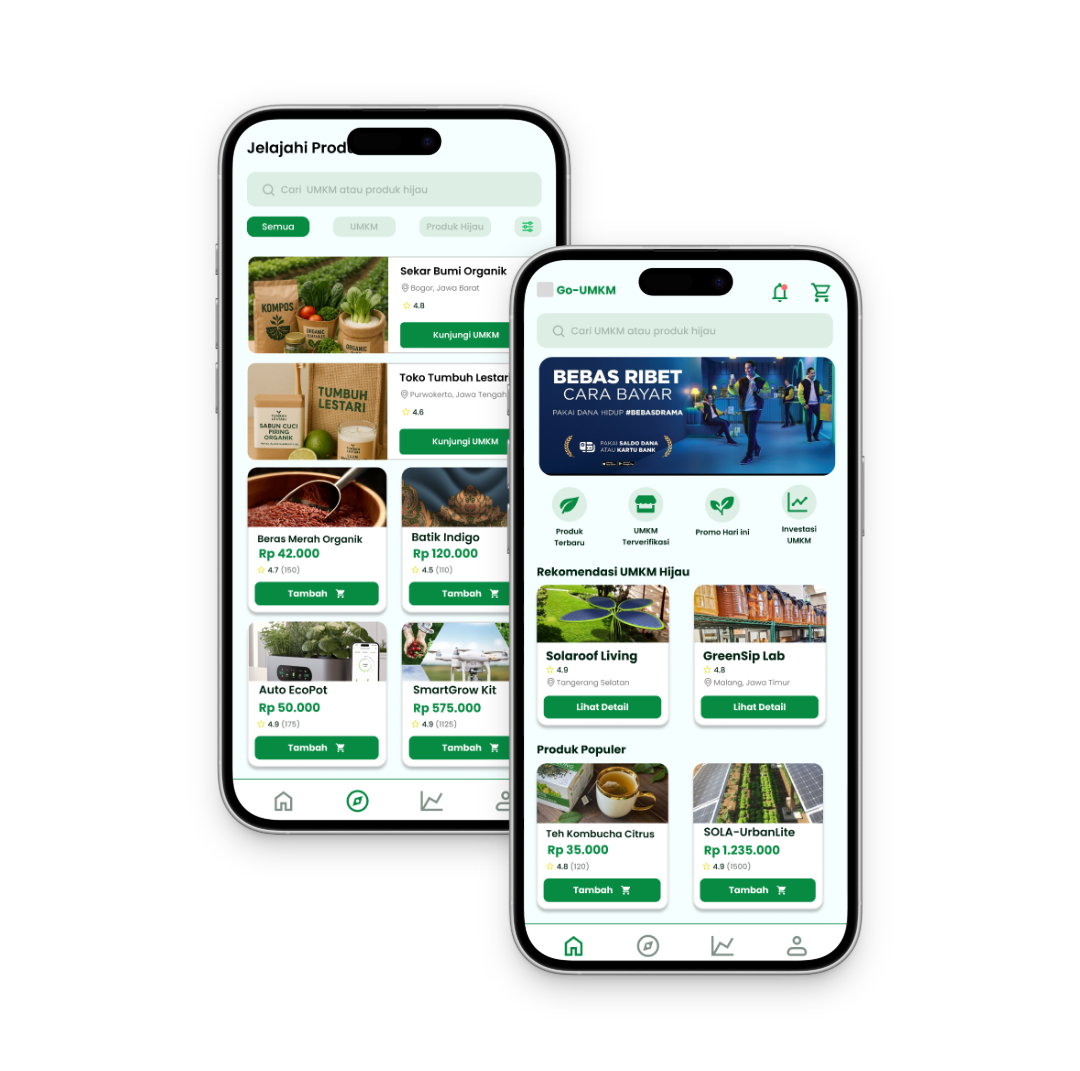 Jelajahi Prod
Cari UMKM atau produk hijau
Semua
UMKM
Produk Hijau
KOMPOS
ORGANIC
ORGANIC
Sekar Bumi Organik
Bogor, Jawa Barat
4.8
Kunjungi UMKM
TUMBUH
LESTARI
SABUN CUCI
PIRING
ORGANIK
Toko Tumbuh Lestar
Purwokerto, Jawa Tengah
4.6
Kunjungi UMKM
Beras Merah Organik
Rp 42.000
4.7 (150)
Tambah
Batik Indigo
Rp 120.000
4.5 (110)
Tambah
Auto EcoPot
Rp 50.000
4.9 (175)
Tambah
SmartGrow Kit
Rp 575.000
4.9 (1125)
Tambah
Go-UMKM
Cari UMKM atau produk hijau
BEBAS RIBET
CARA BAYAR
PAKAI DANA HIDUP #BEBASDRAMA
PAKAI SALDO DANA
ATAU KARTU BANK
Produk
Terbaru
UMKM
Terverifikasi
Promo Hari ini
Investasi
UMKM
Rekomendasi UMKM Hijau
Solaroof Living
4.9
Tangerang Selatan
Lihat Detail
GreenSip Lab
4.8
Malang, Jawa Timur
Lihat Detail
Produk Populer
Teh Kombucha Citrus
Rp 35.000
4.8 (120)
Tambah
SOLA-UrbanLite
Rp 1.235.000
4.9 (1500)
Tambah